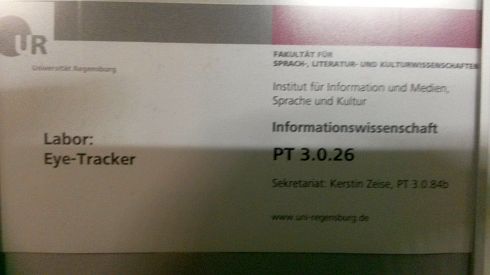 UR
Universität Regensburg
FAKULTÄT FÜR
SPRACH-, LITERATUR- UND KULTURWISSENSCHAFTEN
Institut für Information und Medien,
Sprache und Kultur
Informationswissenschaft
Labor:
Eye-Tracker
PT 3.0.26
Sekretariat: Kerstin Zeise, PT 3.0.84b
www.uni-regensburg.de